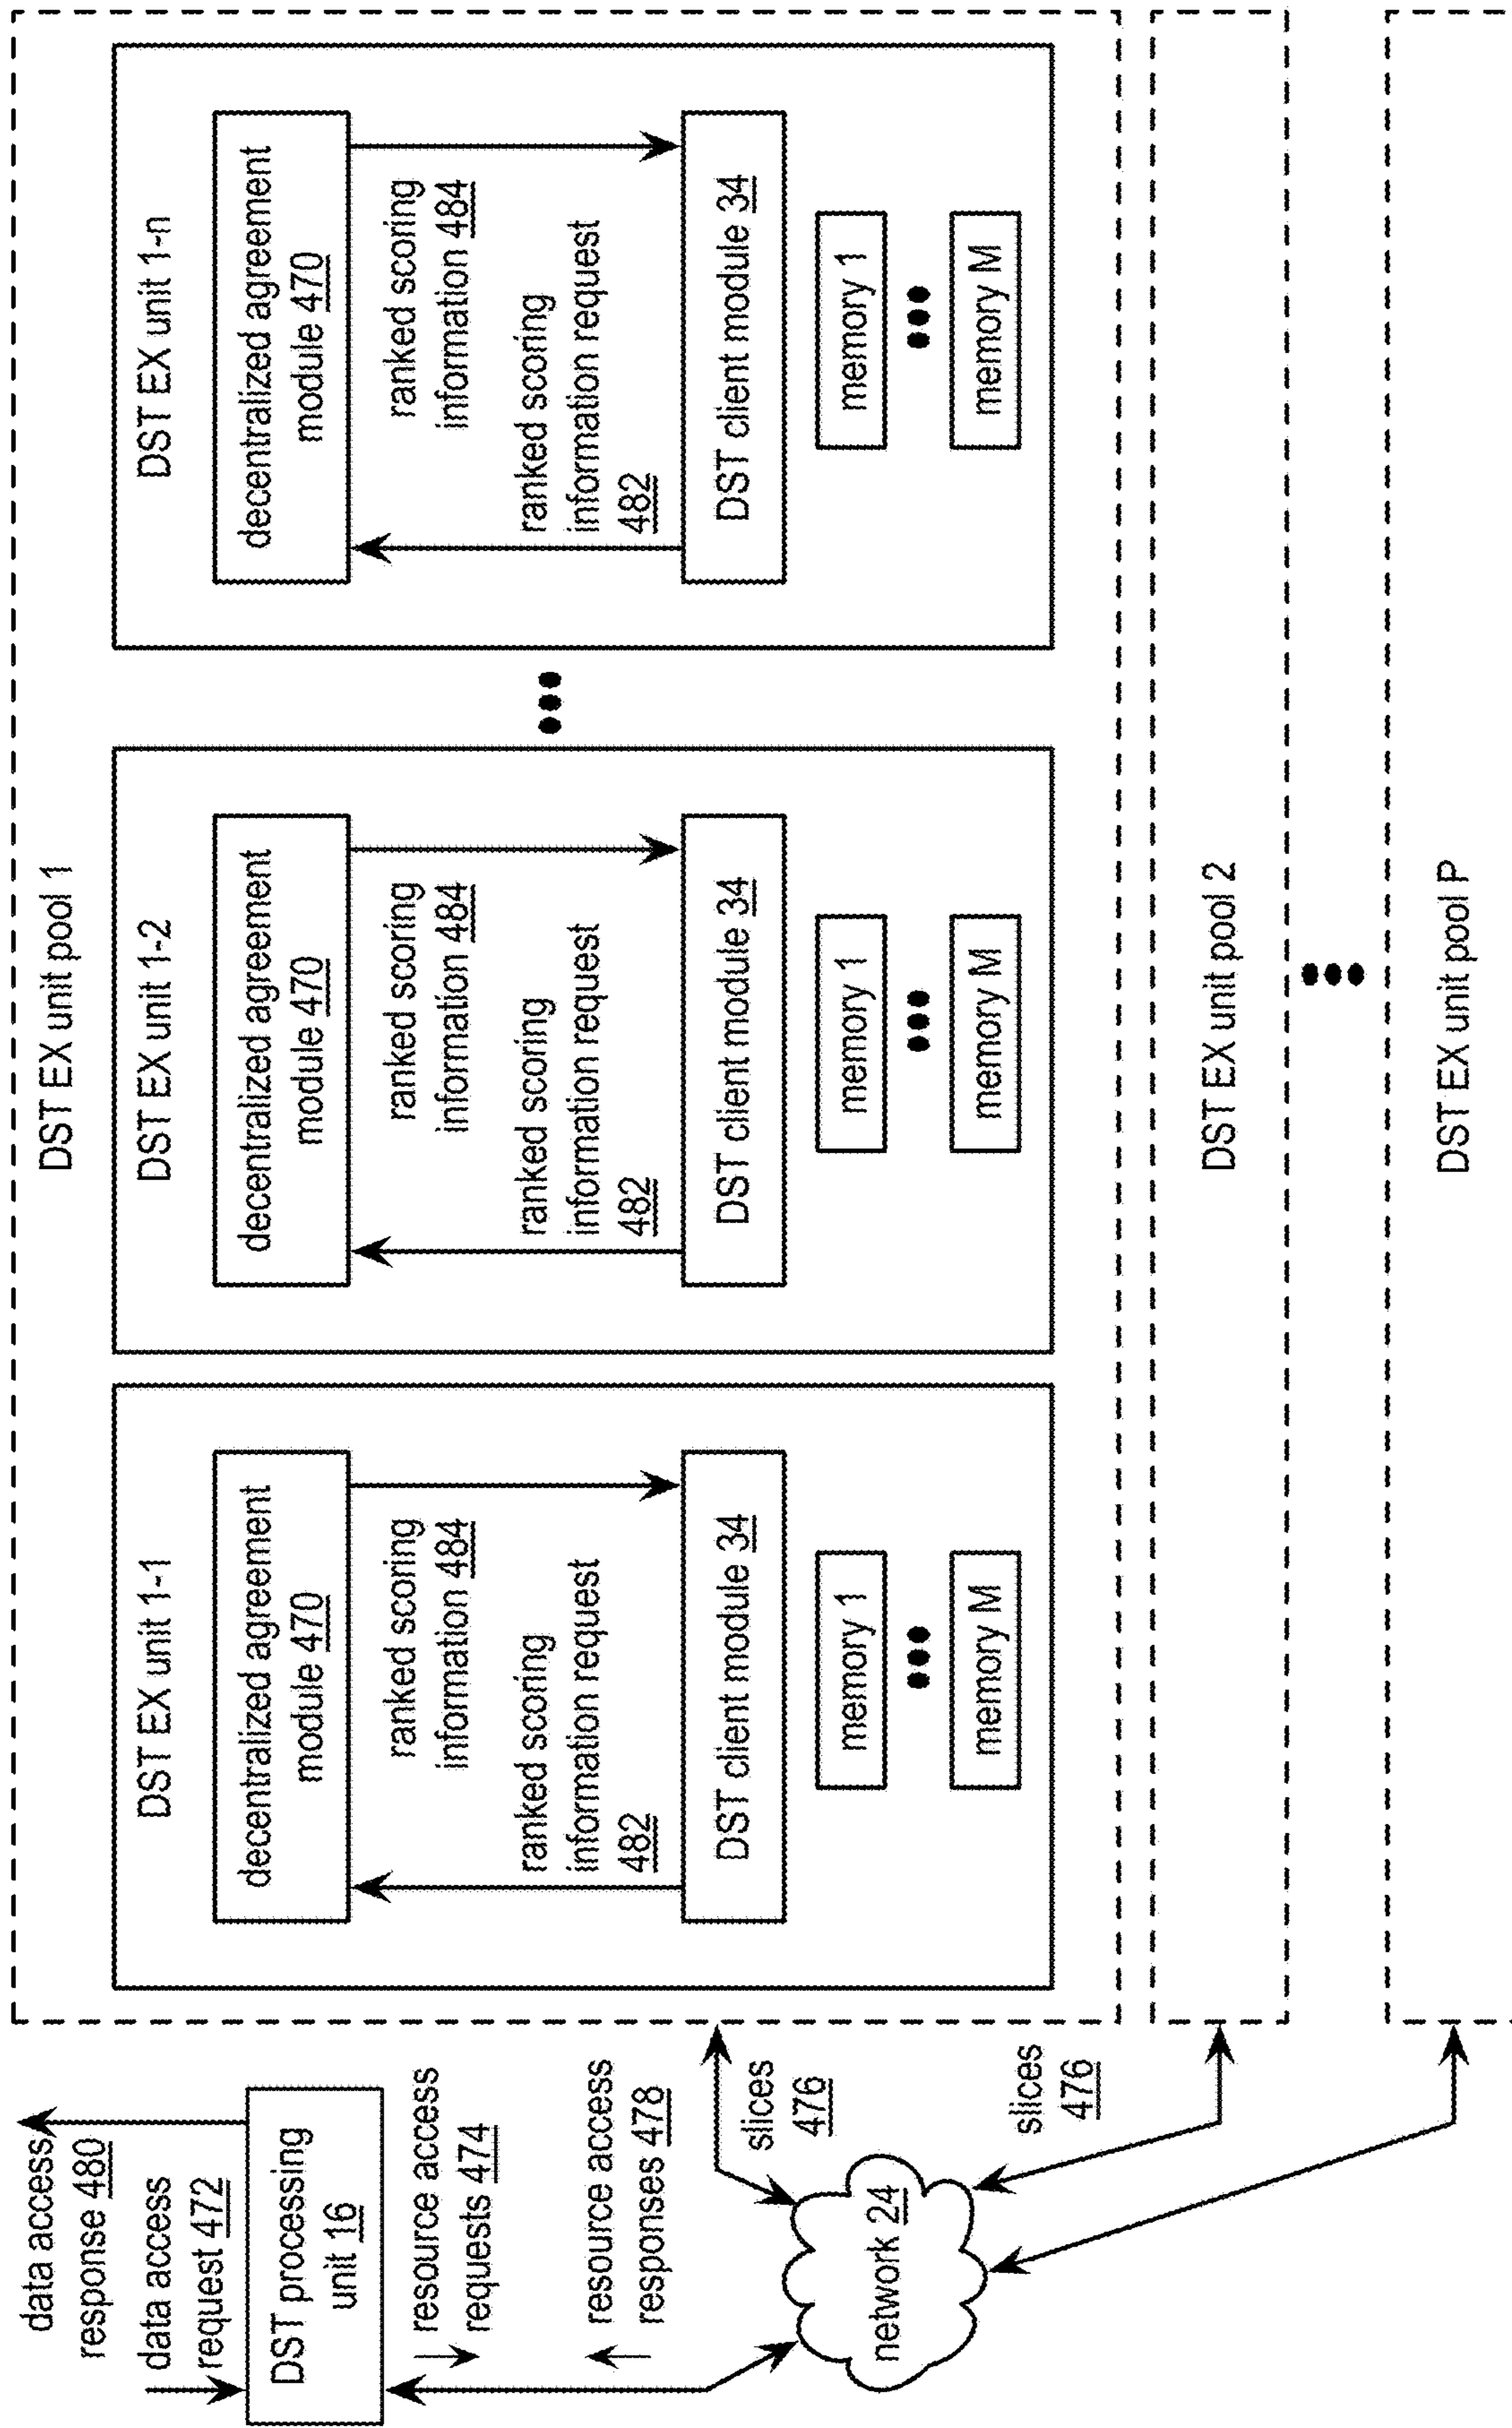 data access
response 480
data access
request 472
DST processing
unit 16
resource access
requests 474
resource access
responses 478
network 24
slices
476
slices
476
DST EX unit pool 1
DST EX unit 1-1
decentralized agreement
module 470
ranked scoring
information 484
ranked scoring
information request
482
DST client module 34
memory 1
memory M
DST EX unit 1-2
decentralized agreement
module 470
ranked scoring
information 484
ranked scoring
information request
482
DST client module 34
memory 1
memory M
DST EX unit 1-n
decentralized agreement
module 470
ranked scoring
information 484
ranked scoring
information request
482
DST client module 34
memory 1
memory M
DST EX unit pool 2
DST EX unit pool P